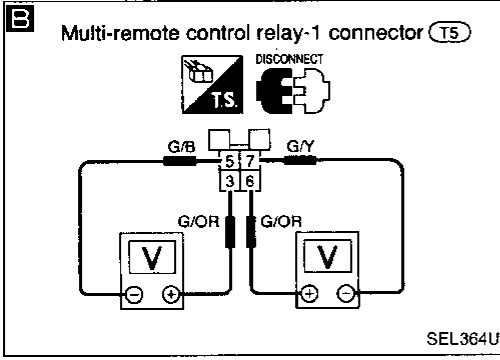 B
Multi-remote control relay-1 connector T5
DISCONNECT
T.S.
G/B 5 7 G/Y
3 6
G/OR G/OR
V V
− + + −
SEL364U